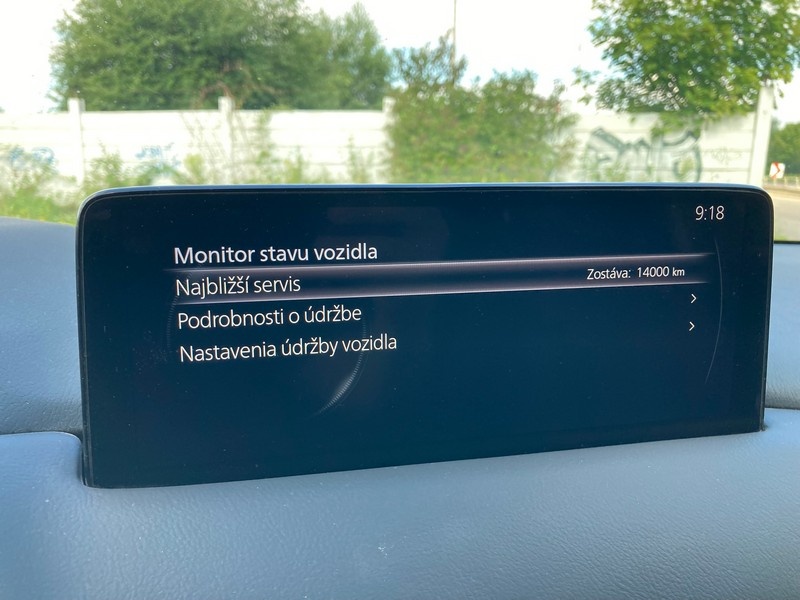 9:18
Monitor stavu vozidla
Najbližší servis Zostáva: 14000 km
Podrobnosti o údržbe
Nastavenia údržby vozidla